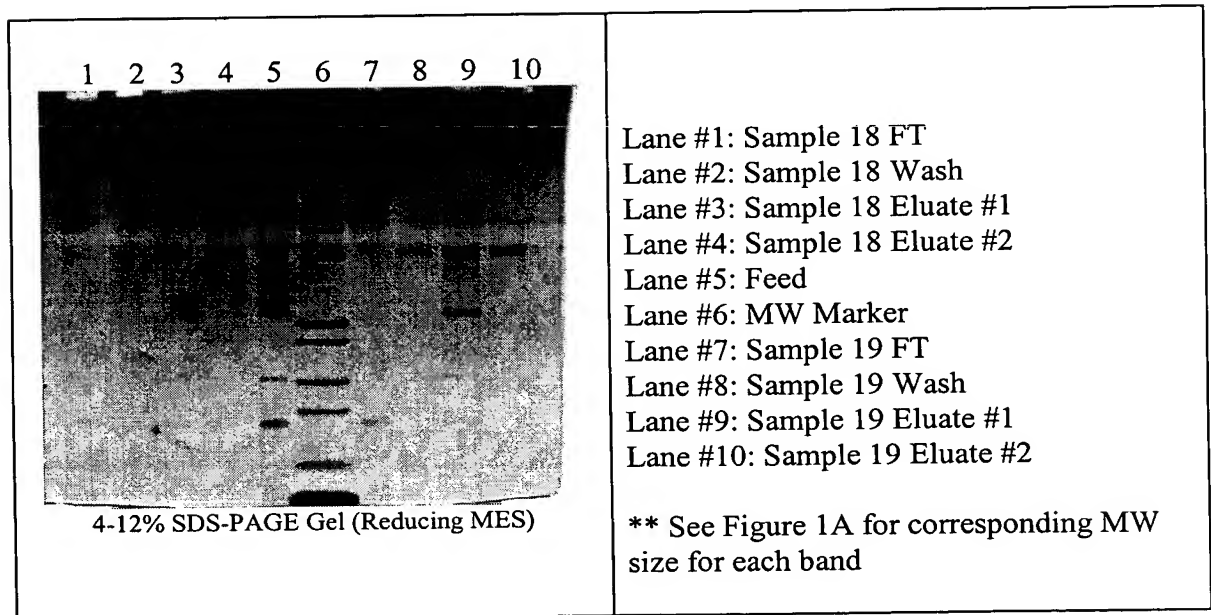 1 2 3 4 5 6 7 8 9 10
4-12% SDS-PAGE Gel (Reducing MES)
Lane #1: Sample 18 FT
Lane #2: Sample 18 Wash
Lane #3: Sample 18 Eluate #1
Lane #4: Sample 18 Eluate #2
Lane #5: Feed
Lane #6: MW Marker
Lane #7: Sample 19 FT
Lane #8: Sample 19 Wash
Lane #9: Sample 19 Eluate #1
Lane #10: Sample 19 Eluate #2
** See Figure 1A for corresponding MW
size for each band